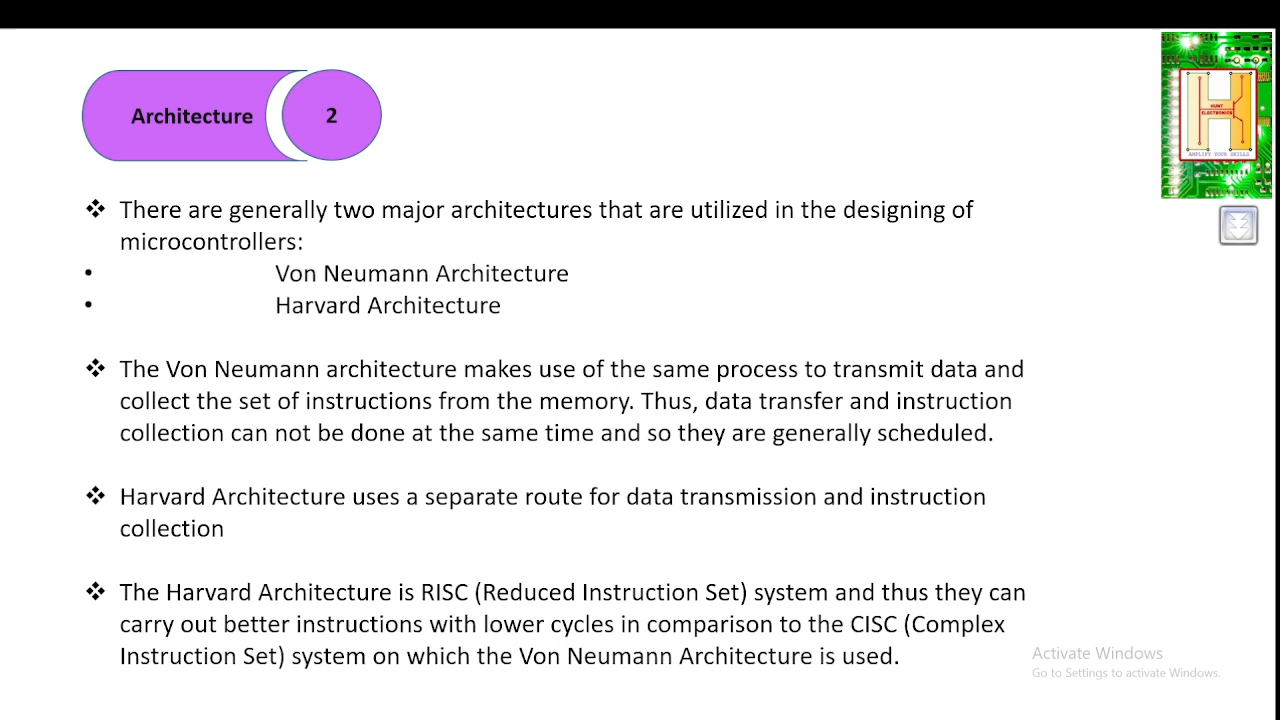 Architecture 2
HUNT
ELECTRONICS
AMPLIFY YOUR SKILLS
❖ There are generally two major architectures that are utilized in the designing of
microcontrollers:
• Von Neumann Architecture
• Harvard Architecture
❖ The Von Neumann architecture makes use of the same process to transmit data and
collect the set of instructions from the memory. Thus, data transfer and instruction
collection can not be done at the same time and so they are generally scheduled.
❖ Harvard Architecture uses a separate route for data transmission and instruction
collection
❖ The Harvard Architecture is RISC (Reduced Instruction Set) system and thus they can
carry out better instructions with lower cycles in comparison to the CISC (Complex
Instruction Set) system on which the Von Neumann Architecture is used.
Activate Windows
Go to Settings to activate Windows.